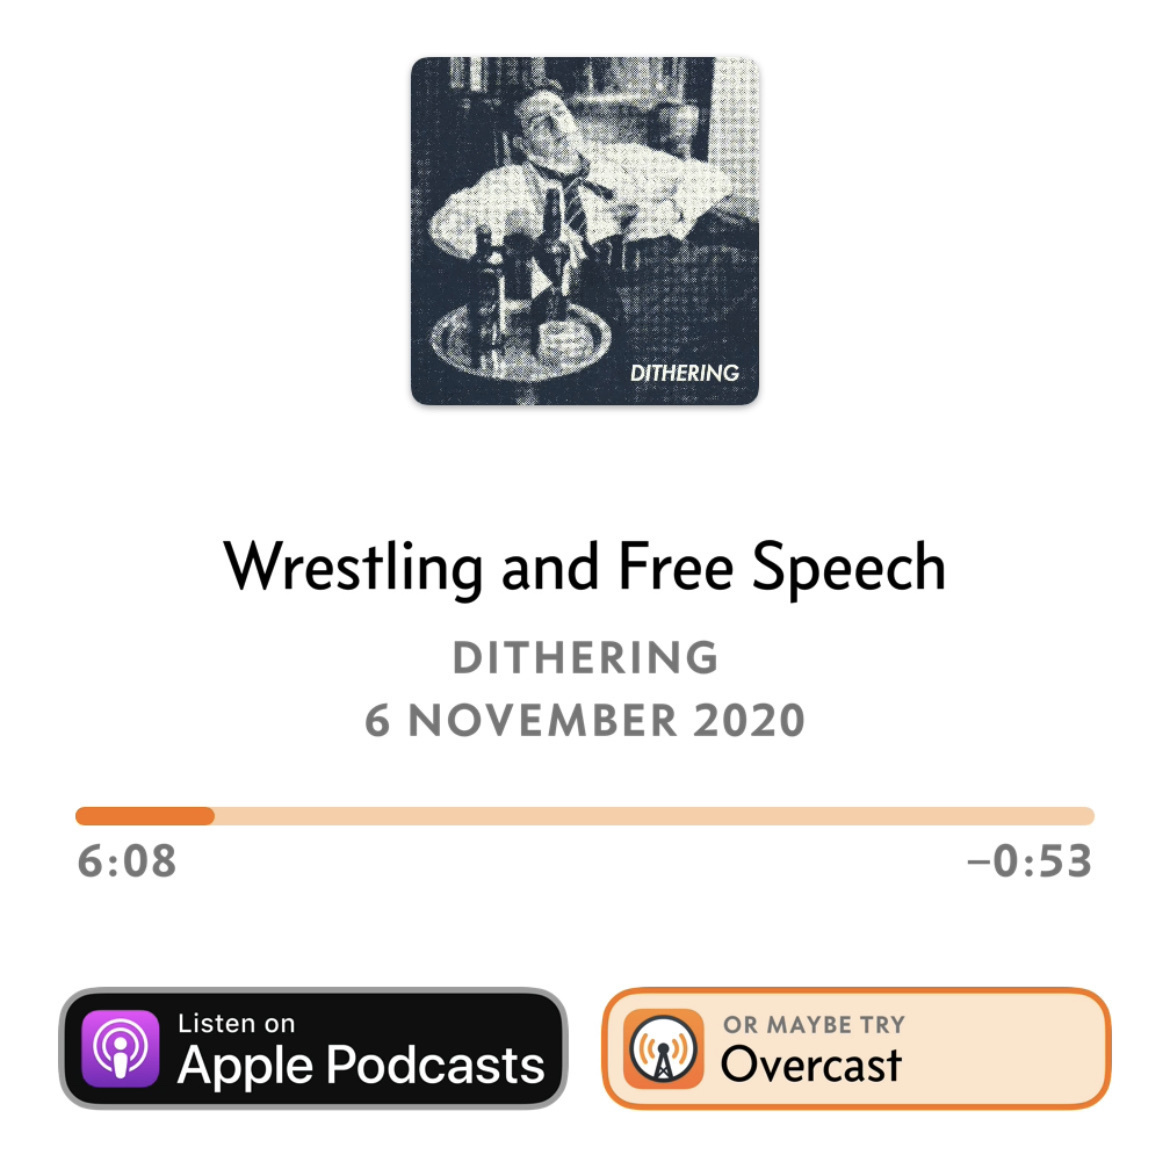 DITHERING
Wrestling and Free Speech
DITHERING
6 NOVEMBER 2020
6:08
–0:53
Listen on
Apple Podcasts
OR MAYBE TRY
Overcast